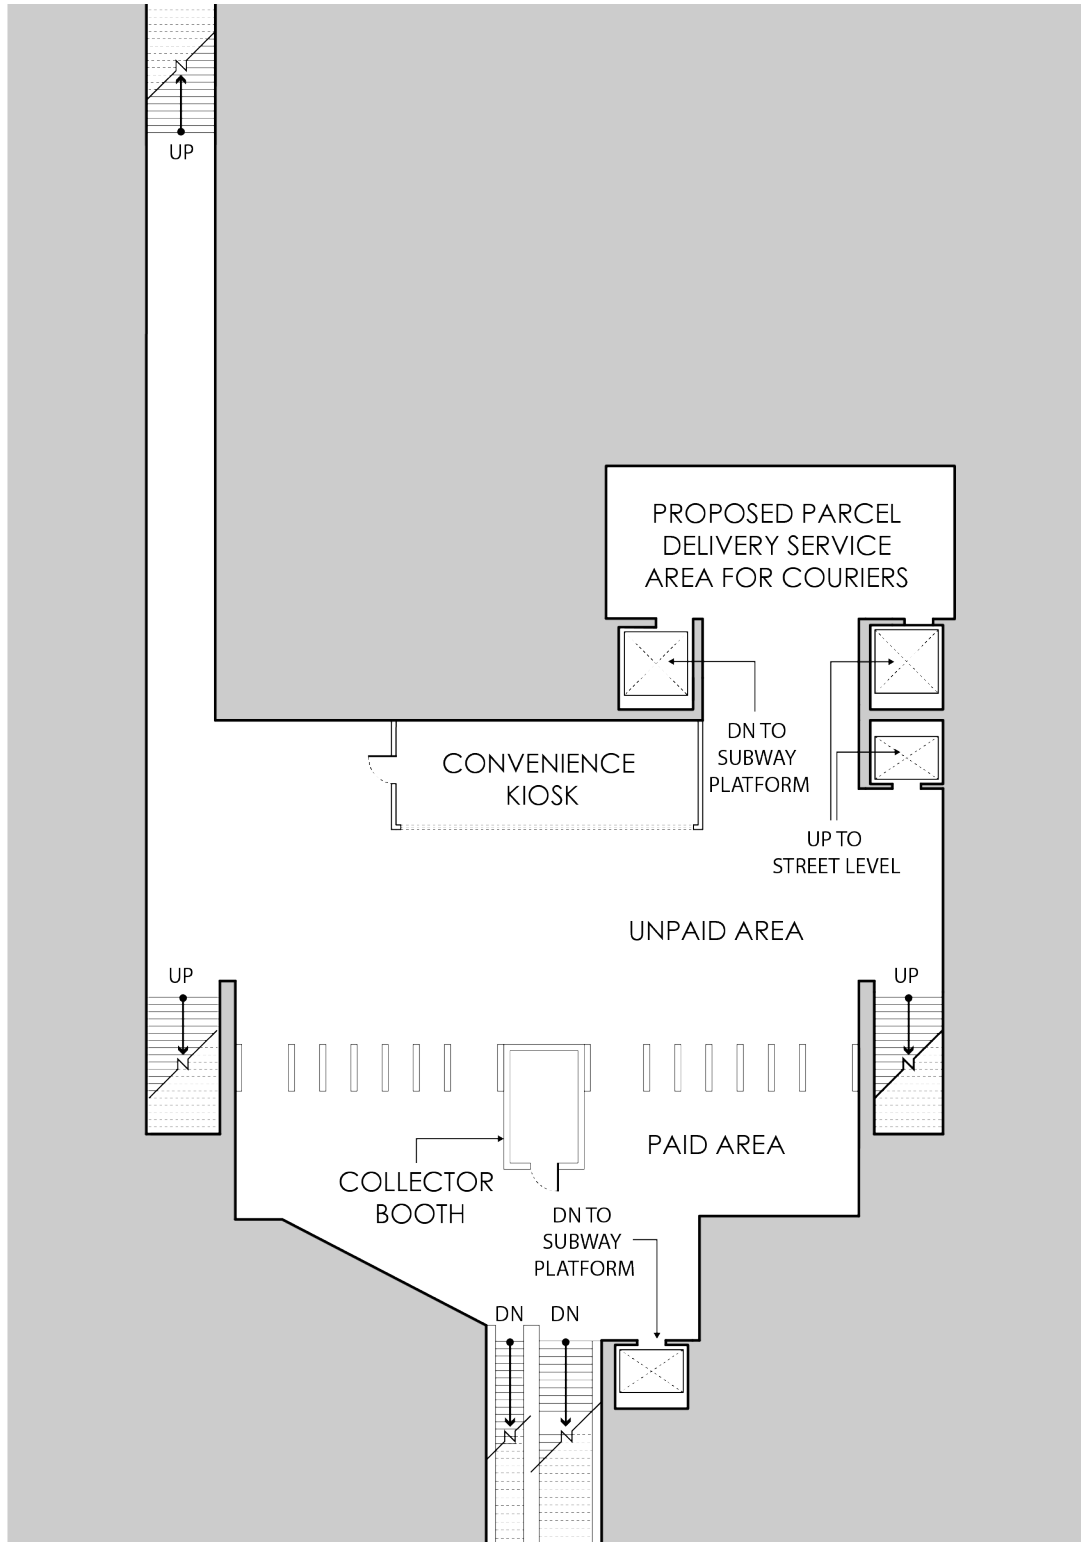 UP
PROPOSED PARCEL
DELIVERY SERVICE
AREA FOR COURIERS
DN TO
SUBWAY
PLATFORM
CONVENIENCE
KIOSK
UP TO
STREET LEVEL
UNPAID AREA
UP
UP
PAID AREA
COLLECTOR
BOOTH
DN TO
SUBWAY
PLATFORM
DN
DN